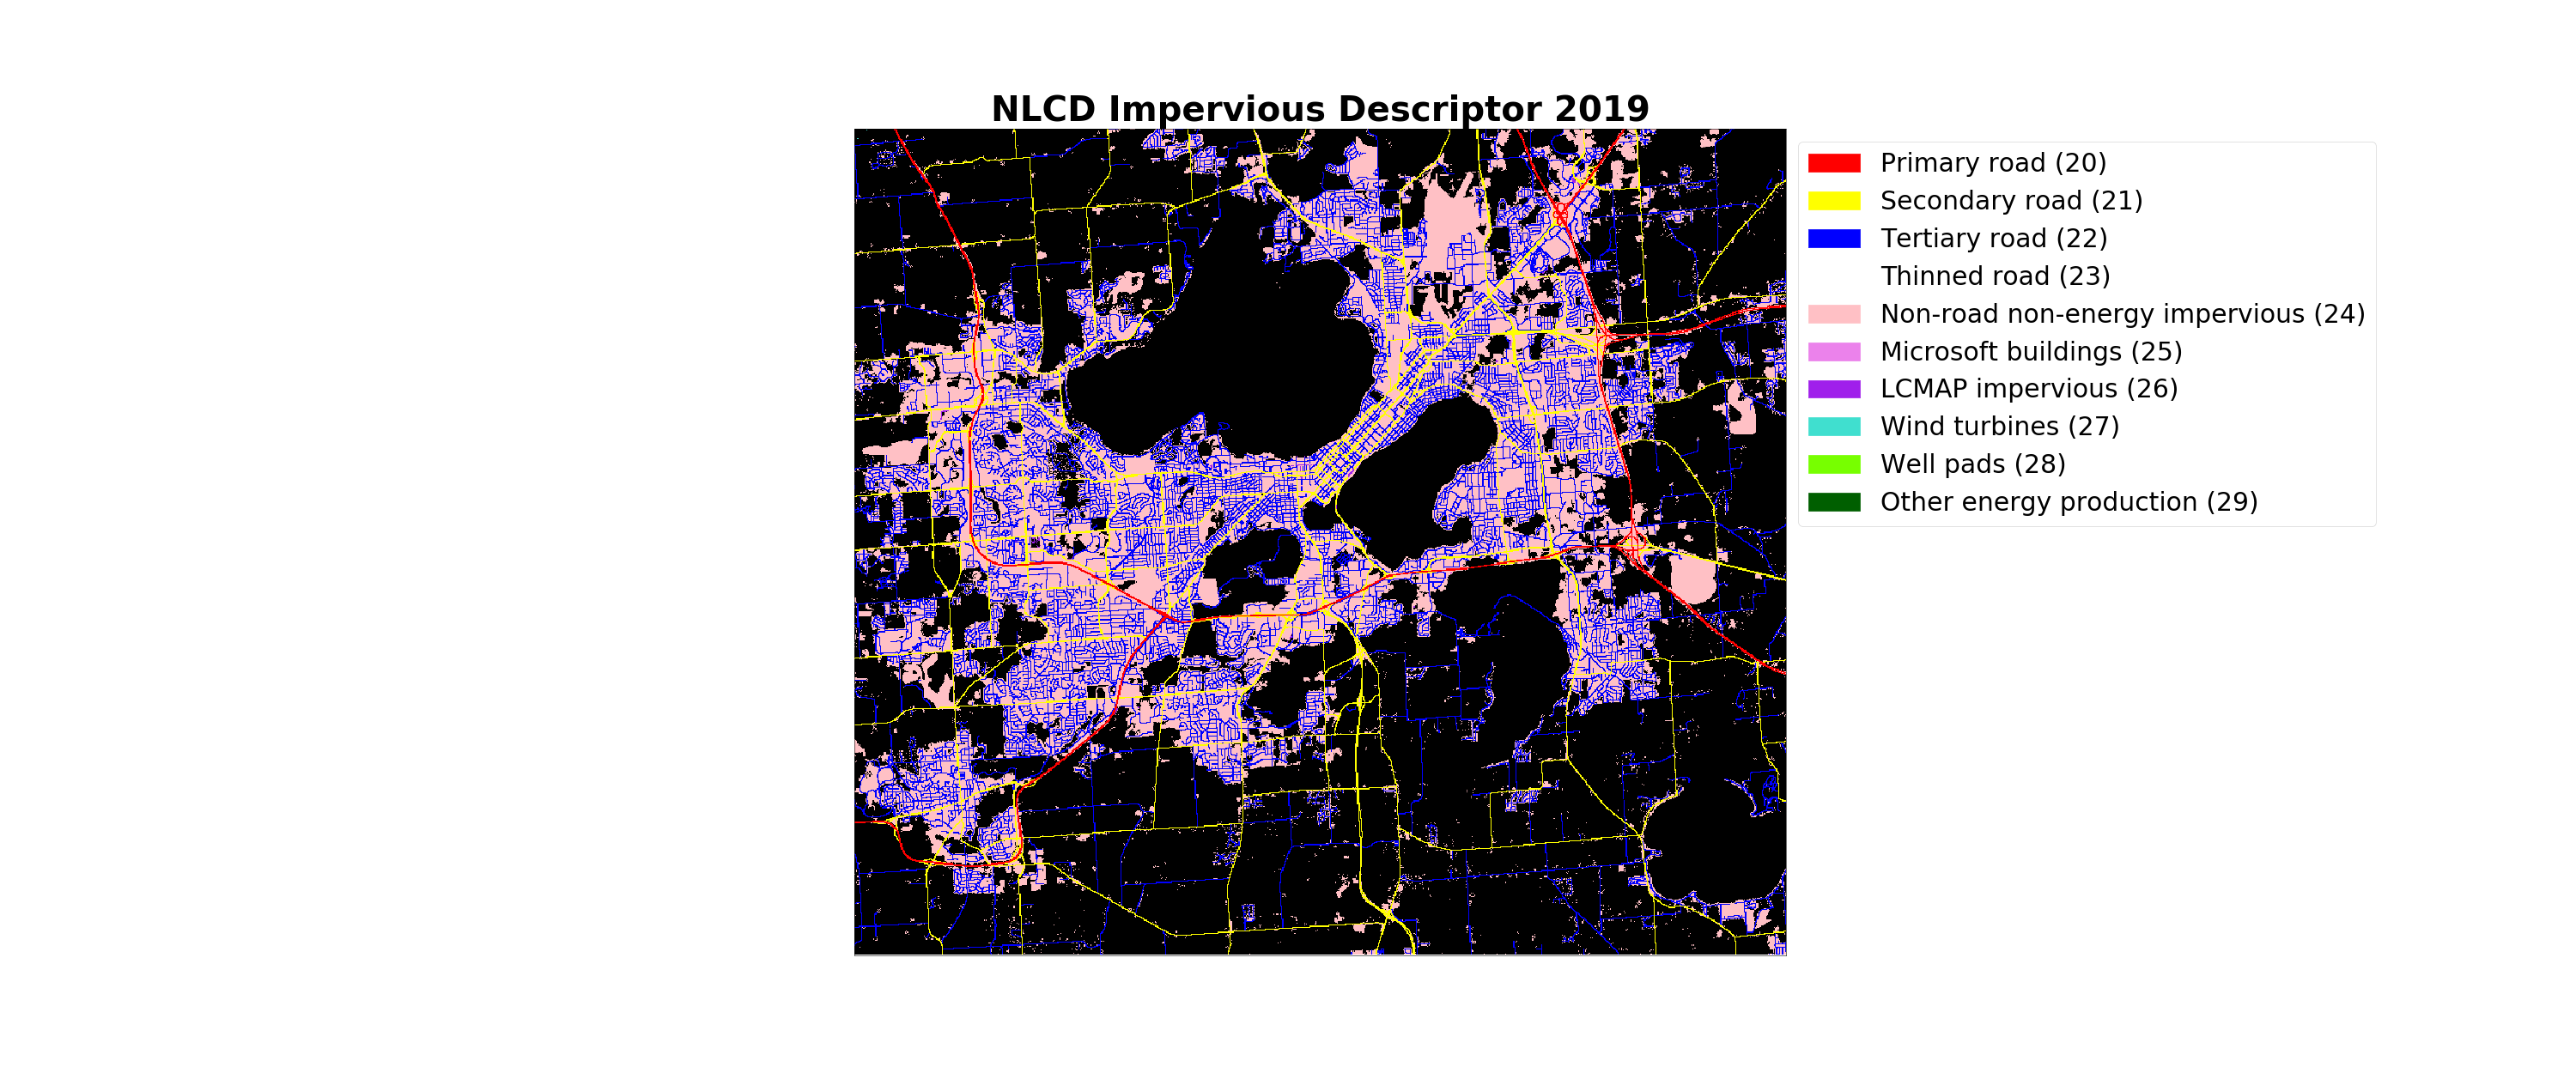 NLCD Impervious Descriptor 2019
Primary road (20)
Secondary road (21)
Tertiary road (22)
Thinned road (23)
Non-road non-energy impervious (24)
Microsoft buildings (25)
LCMAP impervious (26)
Wind turbines (27)
Well pads (28)
Other energy production (29)